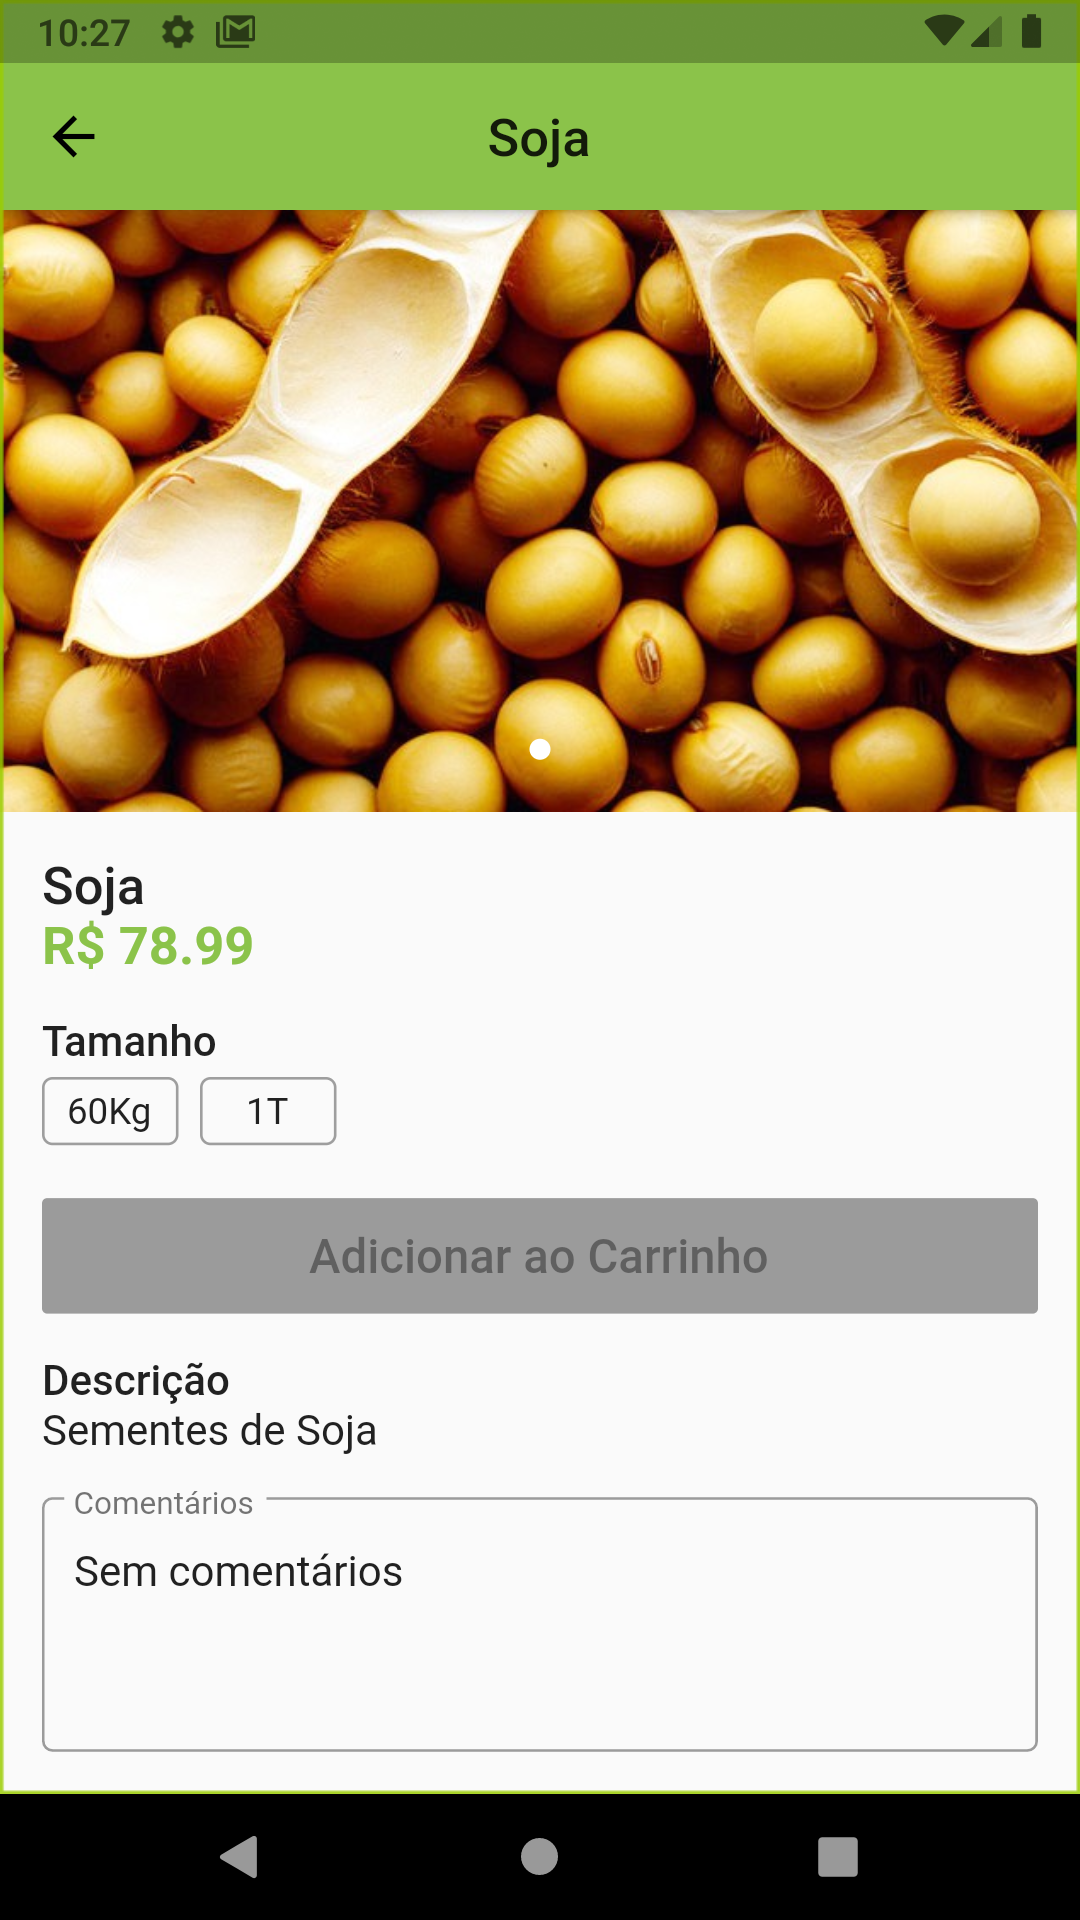 10:27
Soja
Soja
R$ 78.99
Tamanho
60Kg 1T
Adicionar ao Carrinho
Descrição
Sementes de Soja
Comentários
Sem comentários